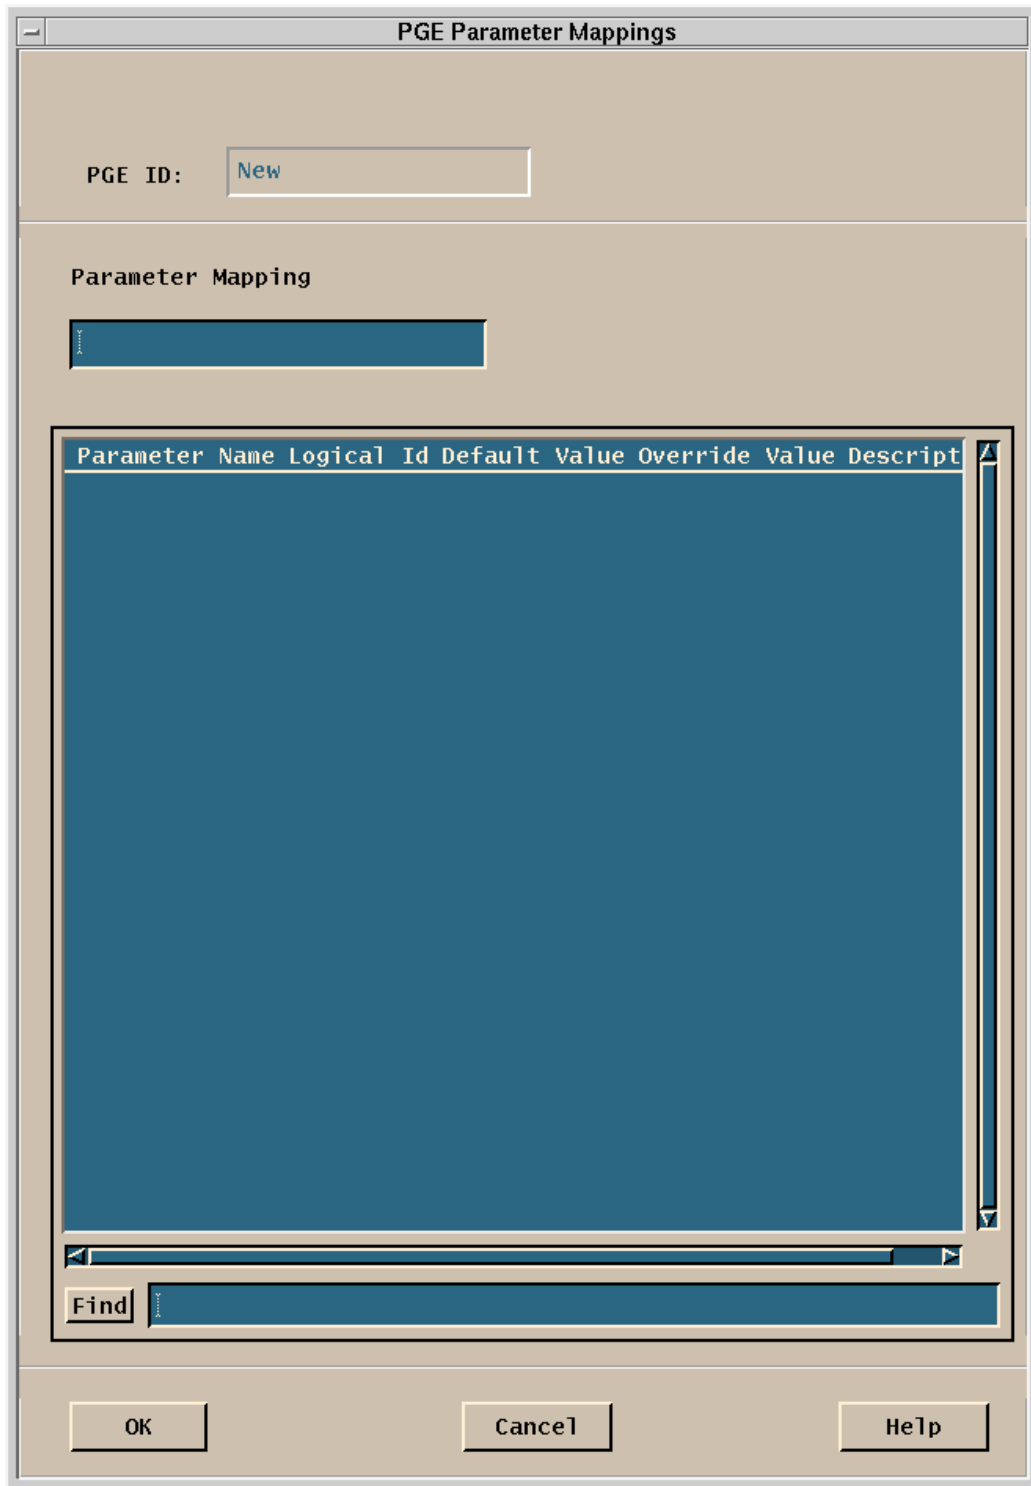 PGE Parameter Mappings
PGE ID: New
Parameter Mapping
Parameter Name Logical Id Default Value Override Value Descript
Find
OK Cancel Help